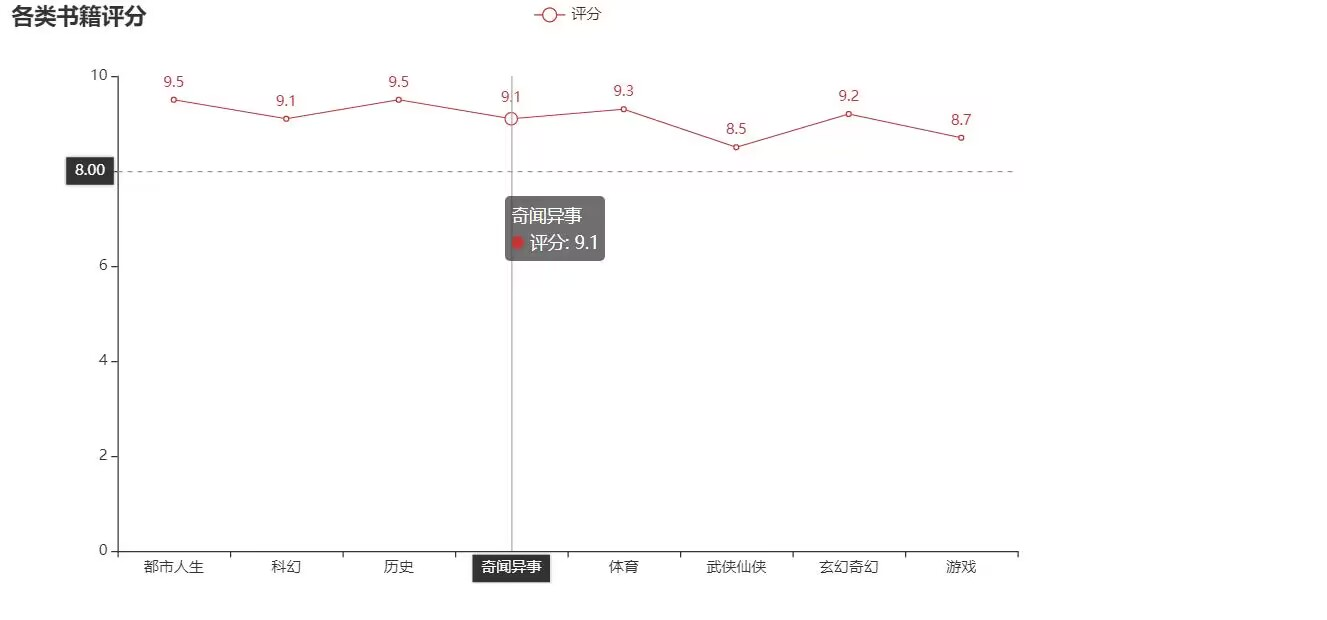 各类书籍评分
评分
10
9.5
9.1
9.5
9.1
9.3
8.5
9.2
8.7
8.00
奇闻异事
评分: 9.1
6
4
2
0
都市人生
科幻
历史
奇闻异事
体育
武侠仙侠
玄幻奇幻
游戏